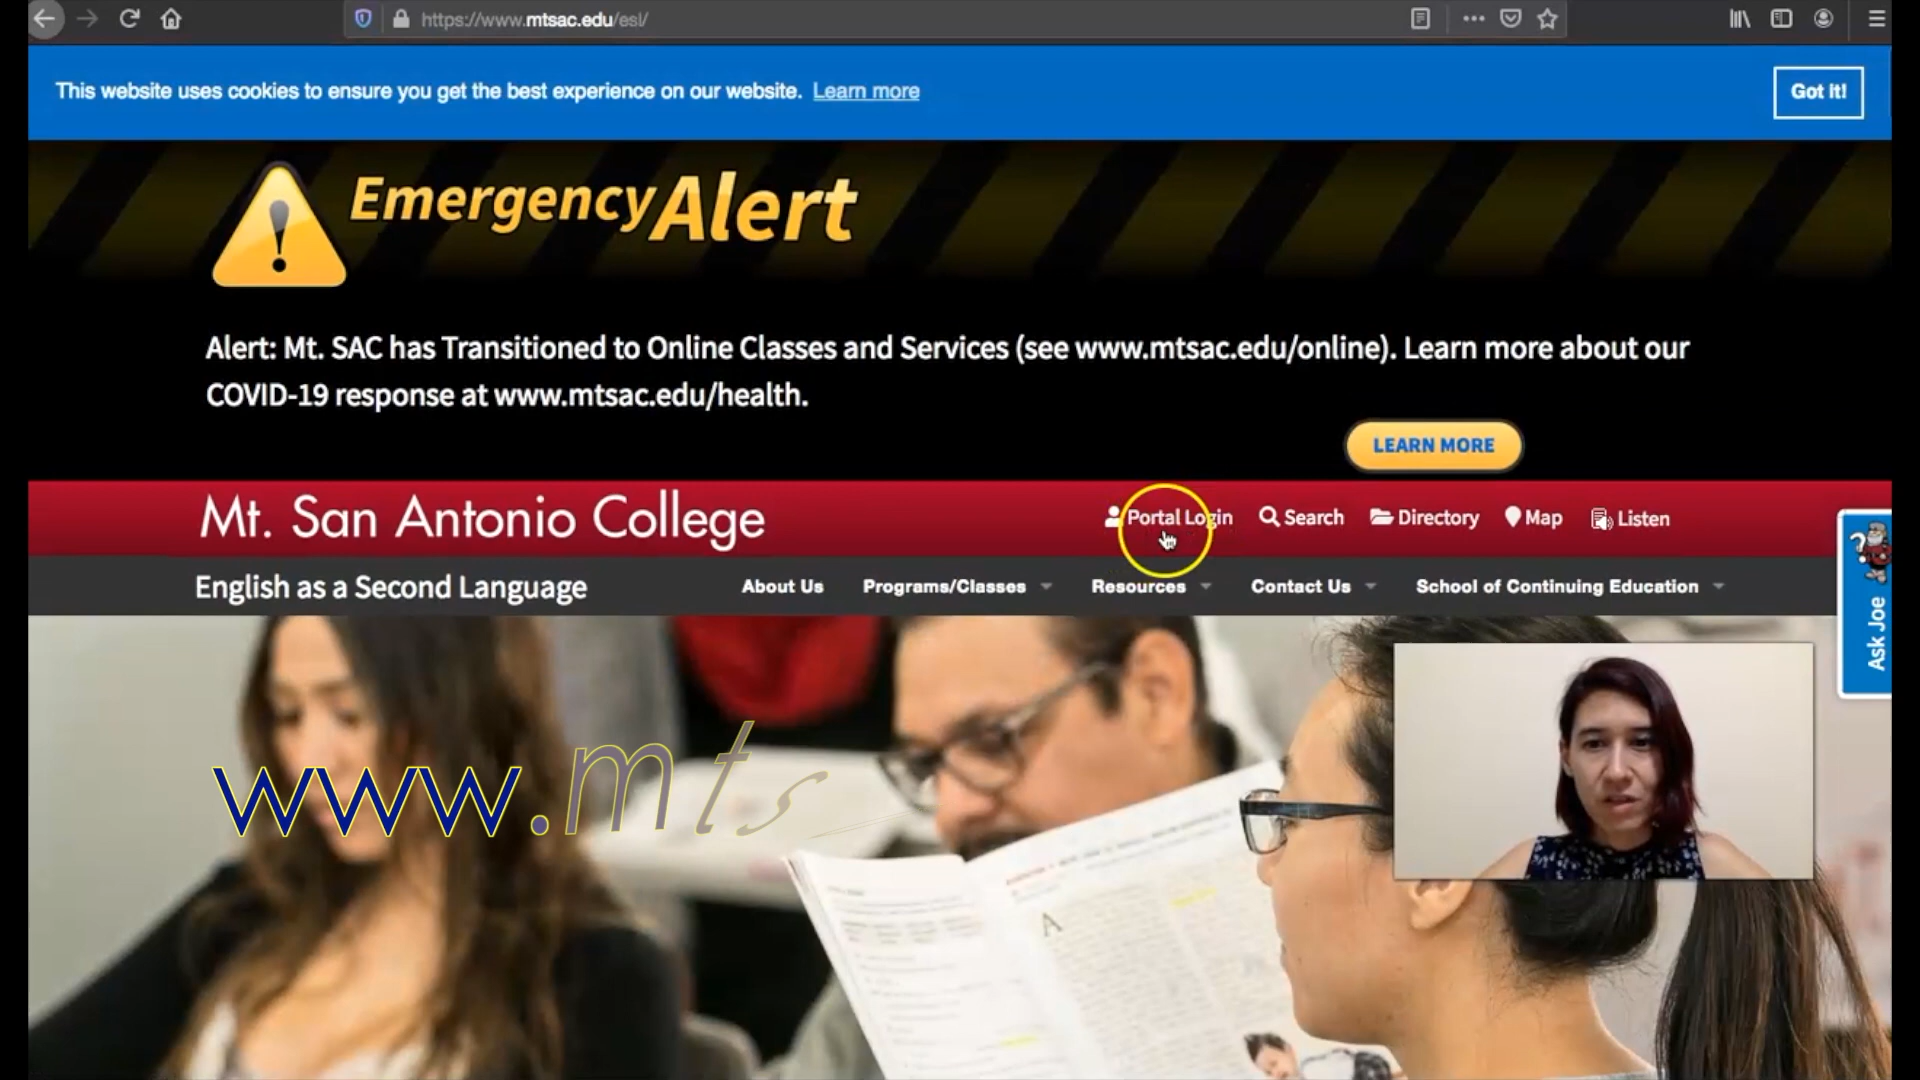 https://www.mtsac.edu/esl/
This website uses cookies to ensure you get the best experience on our website. Learn more
Got It!
EmergencyAlert
Alert: Mt. SAC has Transitioned to Online Classes and Services (see www.mtsac.edu/online). Learn more about our
COVID-19 response at www.mtsac.edu/health.
LEARN MORE
Mt. San Antonio College
Portal Login Search Directory Map Listen
English as a Second Language
About Us Programs/Classes Resources Contact Us School of Continuing Education
? Ask Joe
www.mts
A